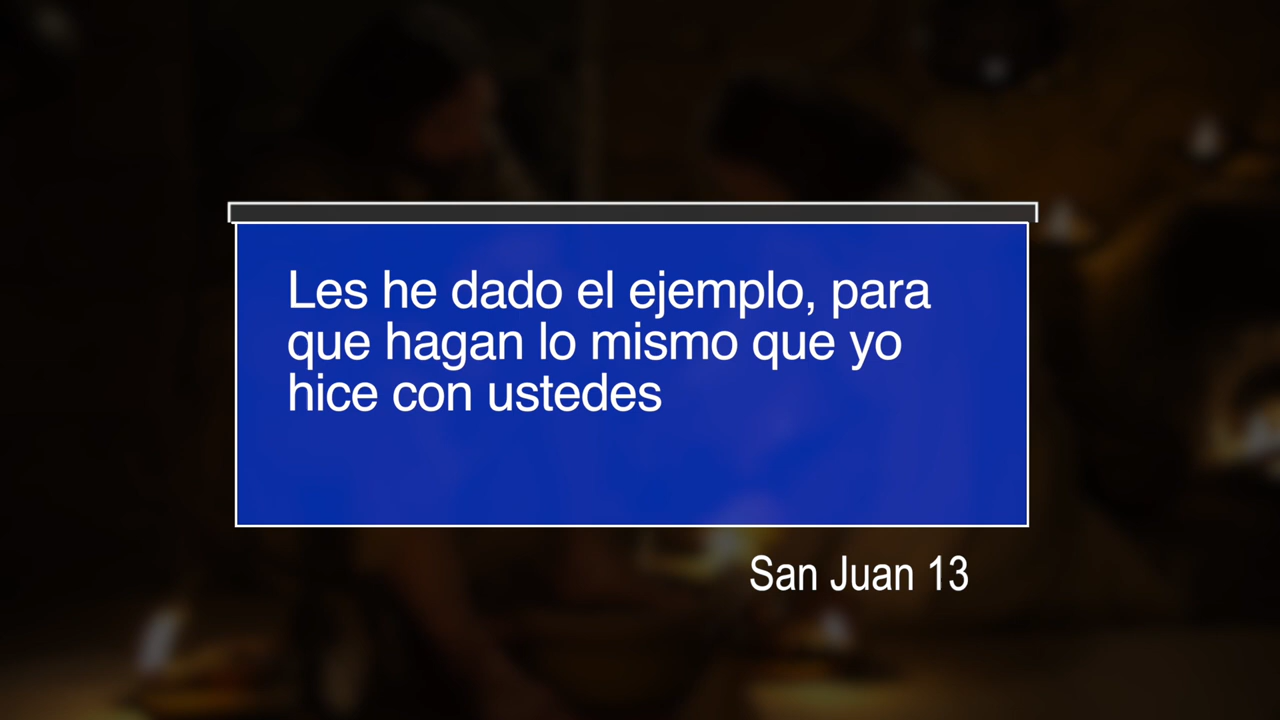 Les he dado el ejemplo, para
que hagan lo mismo que yo
hice con ustedes
San Juan 13